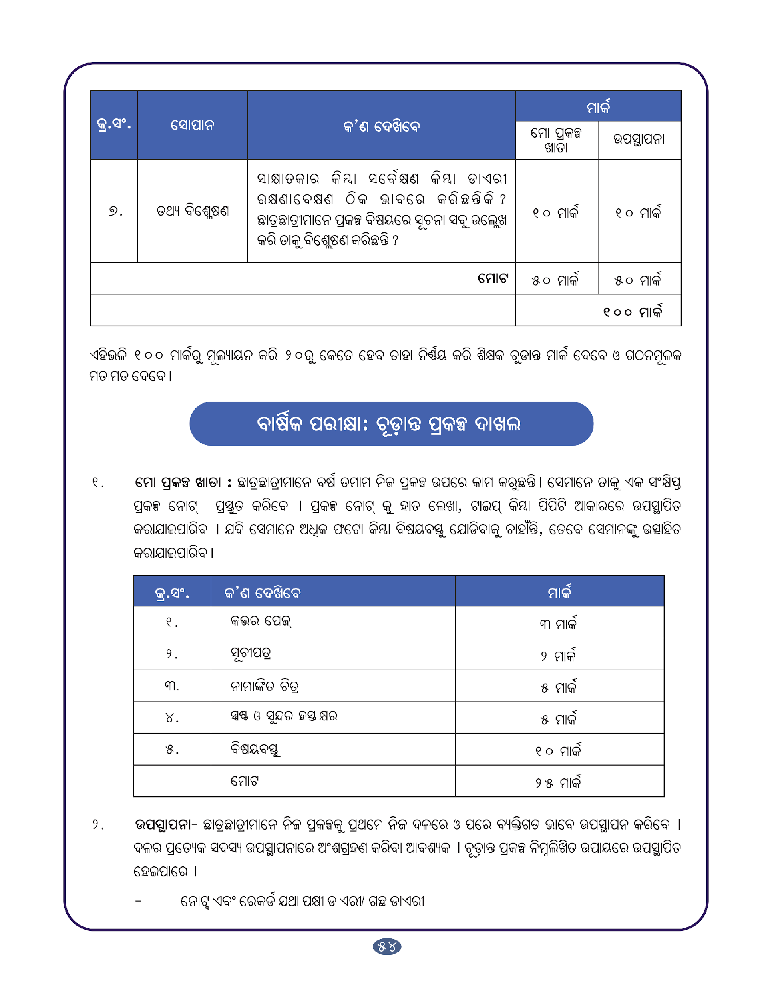 କ୍ର.ସଂ. ସୋପାନ କ’ଣ ଦେଖିବେ ମାର୍କ
ମୋ ପ୍ରକଳ୍ପ ଖାତା ଉପସ୍ଥାପନା
୭. ତଥ୍ୟ ବିଶ୍ଳେଷଣ
ସାକ୍ଷାତକାର କିମ୍ବା ସର୍ବେକ୍ଷଣ କିମ୍ବା ଡାଏରୀ
ରକ୍ଷଣାବେକ୍ଷଣ ଠିକ ଭାବରେ କରିଛନ୍ତିକି ?
ଛାତ୍ରଛାତ୍ରୀମାନେ ପ୍ରକଳ୍ପ ବିଷୟରେ ସୂଚନା ସବୁ ଉଲ୍ଲେଖ
କରି ତାକୁ ବିଶ୍ଲେଷଣ କରିଛନ୍ତି ?
୧୦ ମାର୍କ ୧୦ ମାର୍କ
ମୋଟ ୫୦ ମାର୍କ ୫୦ ମାର୍କ
୧୦୦ ମାର୍କ
ଏହିଭଳି ୧୦୦ ମାର୍କରୁ ମୂଲ୍ୟାୟନ କରି ୨୦ରୁ କେତେ ହେବ ତାହା ନିର୍ଣ୍ଣୟ କରି ଶିକ୍ଷକ ଚୁଡାନ୍ତ ମାର୍କ ଦେବେ ଓ ଗଠନମୂଳକ
ମତାମତ ଦେବେ।
ବାର୍ଷିକ ପରୀକ୍ଷା: ଚୂଡ଼ାନ୍ତ ପ୍ରକଳ୍ପ ଦାଖଲ
୧. ମୋ ପ୍ରକଳ୍ପ ଖାତା : ଛାତ୍ରଛାତ୍ରୀମାନେ ବର୍ଷ ତମାମ ନିଜ ପ୍ରକଳ୍ପ ଉପରେ କାମ କରୁଛନ୍ତି। ସେମାନେ ତାକୁ ଏକ ସଂକ୍ଷିପ୍ତ
ପ୍ରକଳ୍ପ ନୋଟ୍ ପ୍ରସ୍ତୁତ କରିବେ । ପ୍ରକଳ୍ପ ନୋଟ୍ କୁ ହାତ ଲେଖା, ଟାଇପ୍ କିମ୍ବା ପିପିଟି ଆକାରରେ ଉପସ୍ଥାପିତ
କରାଯାଇପାରିବ । ଯଦି ସେମାନେ ଅଧିକ ଫଟୋ କିମ୍ବା ବିଷୟବସ୍ତୁ ଯୋଡିବାକୁ ଚାହାଁନ୍ତି, ତେବେ ସେମାନଙ୍କୁ ଉତ୍ସାହିତ
କରାଯାଇପାରିବ।
କ୍ର.ସଂ. କ’ଣ ଦେଖିବେ ମାର୍କ
୧. କଭର ପେଜ୍ ୩ ମାର୍କ
୨. ସୂଚୀପତ୍ର ୨ ମାର୍କ
୩. ନାମାଙ୍କିତ ଚିତ୍ର ୫ ମାର୍କ
୪. ସ୍ପଷ୍ଟ ଓ ସୁନ୍ଦର ହସ୍ତାକ୍ଷର ୫ ମାର୍କ
୫. ବିଷୟବସ୍ତୁ ୧୦ ମାର୍କ
ମୋଟ ୨୫ ମାର୍କ
୨. ଉପସ୍ଥାପନା– ଛାତ୍ରଛାତ୍ରୀମାନେ ନିଜ ପ୍ରକଳ୍ପକୁ ପ୍ରଥମେ ନିଜ ଦଳରେ ଓ ପରେ ବ୍ୟକ୍ତିଗତ ଭାବେ ଉପସ୍ଥାପନ କରିବେ ।
ଦଳର ପ୍ରତ୍ୟେକ ସଦସ୍ୟ ଉପସ୍ଥାପନାରେ ଅଂଶଗ୍ରହଣ କରିବା ଆବଶ୍ୟକ । ଚୂଡ଼ାନ୍ତ ପ୍ରକଳ୍ପ ନିମ୍ନଲିଖିତ ଉପାୟରେ ଉପସ୍ଥାପିତ
ହେଇପାରେ ।
– ନୋଟ୍ସ ଏବଂ ରେକର୍ଡ ଯଥା ପକ୍ଷୀ ଡାଏରୀ/ ଗଛ ଡାଏରୀ
୫୪